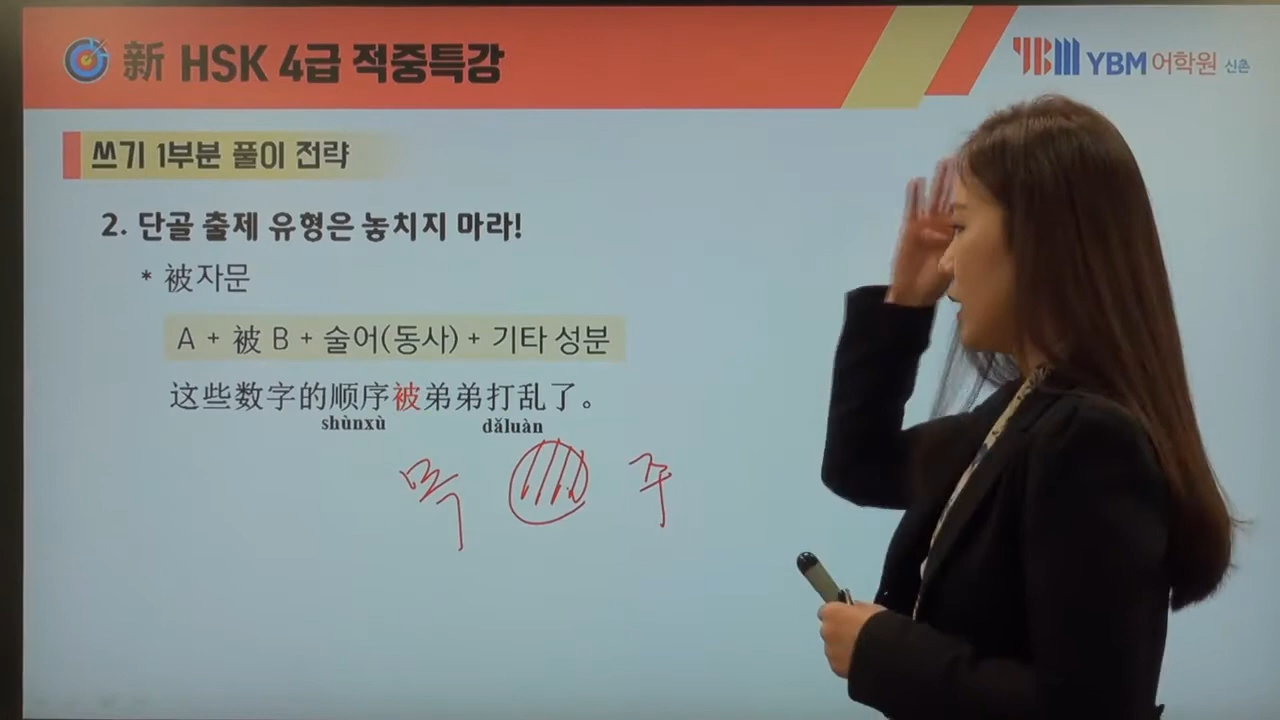 新 HSK 4급 적중특강
YBM 어학원 신촌
쓰기 1부분 풀이 전략
2. 단골 출제 유형은 놓치지 마라!
* 被자문
A + 被 B + 술어(동사) + 기타 성분
这些数字的顺序被弟弟打乱了。
shùnxù dǎluàn
목 주